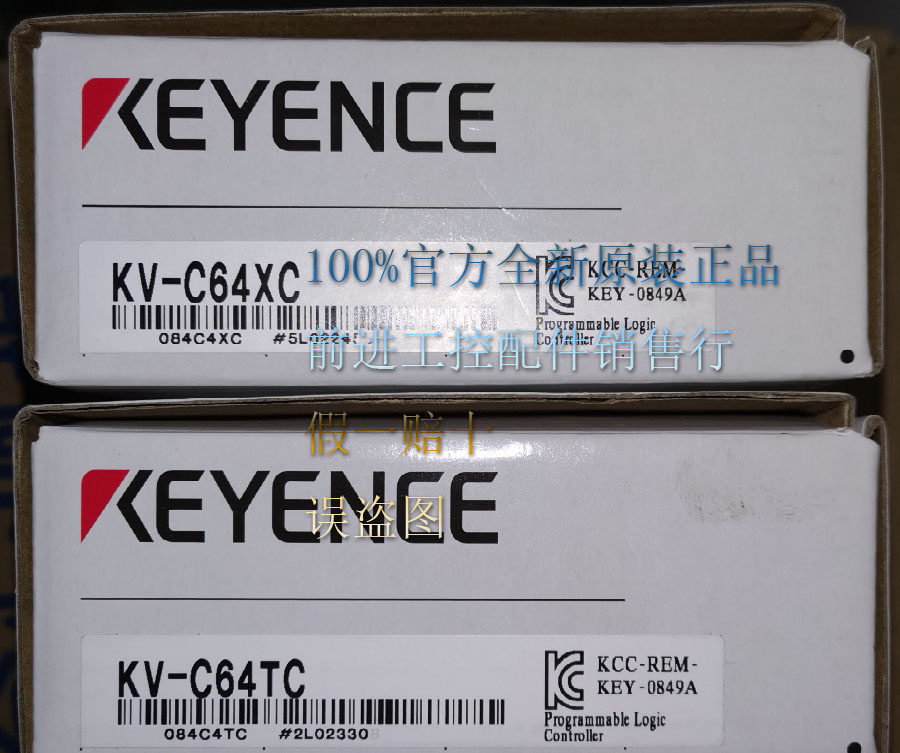 KEYENCE
KV-C64XC
100%官方全新原装正品
KCC-REM-
KEY-0849A
084C4XC
Programmable Logic
Controller
前进工控配件销售行
假一赔十
误盗图
KEYENCE
KV-C64TC
KCC-REM-
KEY-0849A
084C4TC #2L02330
Programmable Logic
Controller